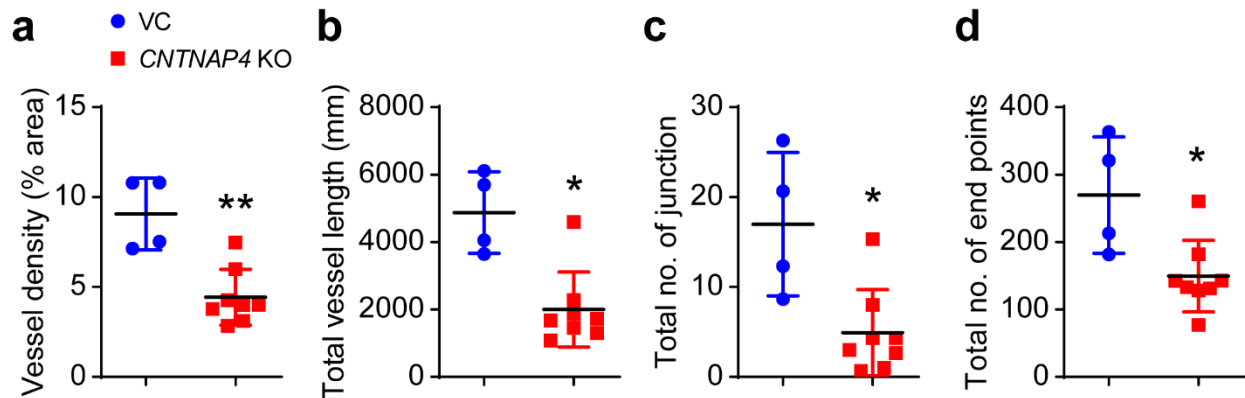 a
VC
CNTNAP4 KO
b
c
d
Vessel density (% area)
15
10
5
0
**
Total vessel length (mm)
8000
6000
4000
2000
0
*
Total no. of junction
30
20
10
0
*
Total no. of end points
400
300
200
100
0
*